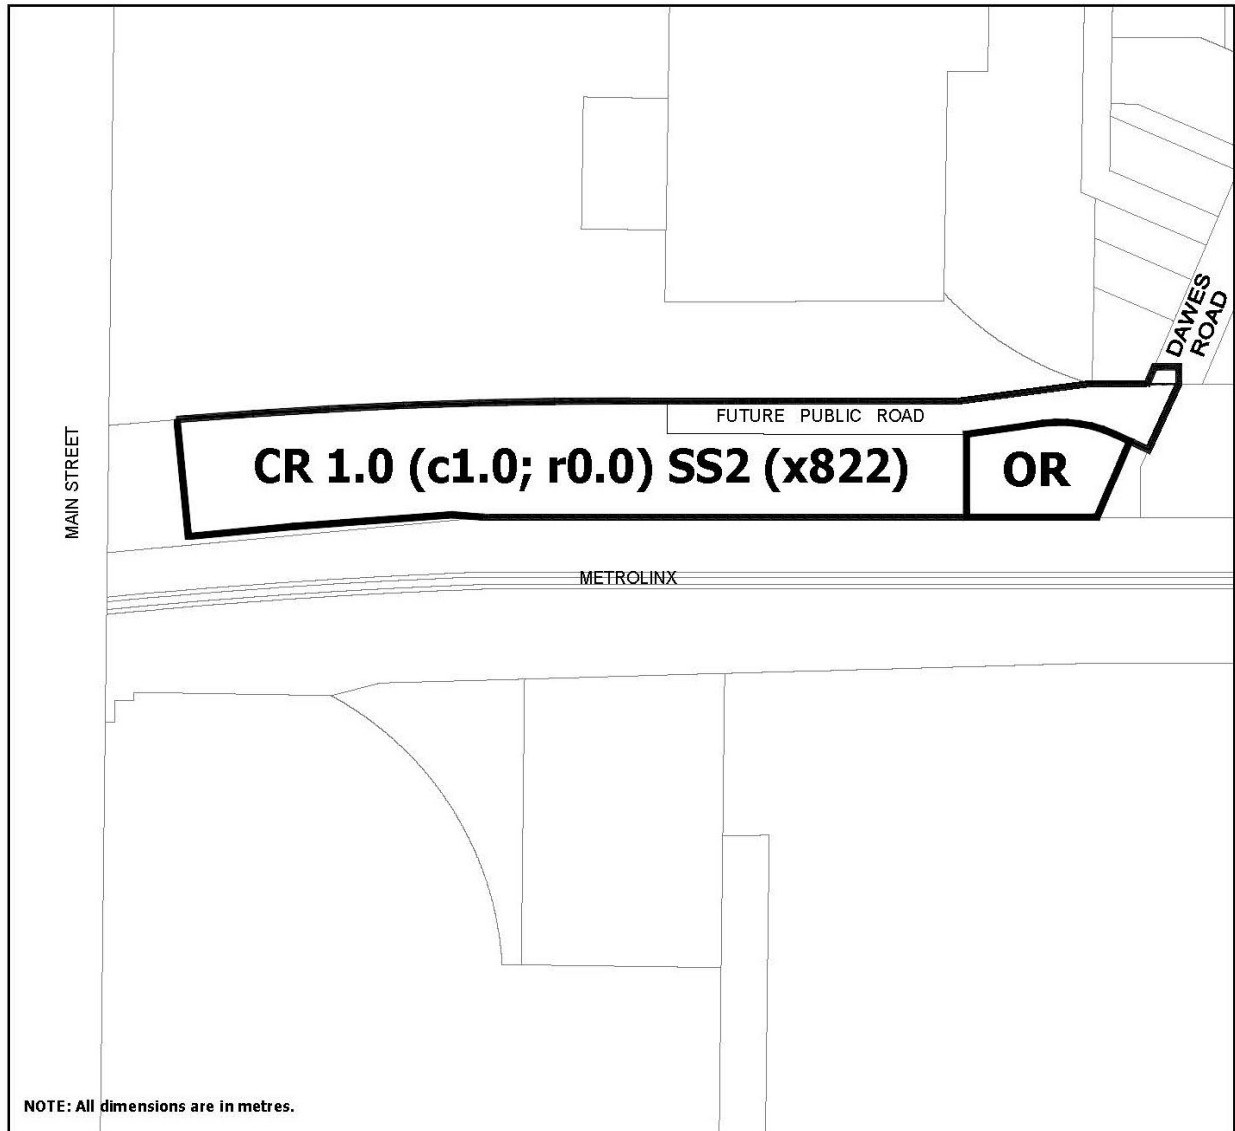 DAWES
ROAD
FUTURE PUBLIC ROAD
MAIN STREET
CR 1.0 (c1.0; r0.0) SS2 (x822)
OR
METROLINX
NOTE: All dimensions are in metres.